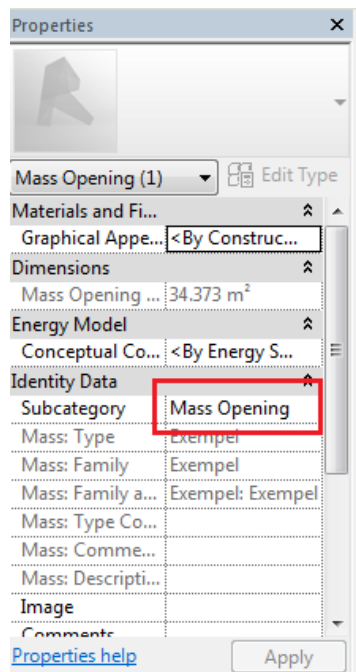 Properties
Mass Opening (1) Edit Type
Materials and Fi...
Graphical Appe... <By Construc...
Dimensions
Mass Opening ... 34.373 m²
Energy Model
Conceptual Co... <By Energy S...
Identity Data
Subcategory Mass Opening
Mass: Type Exempel
Mass: Family Exempel
Mass: Family a... Exempel: Exempel
Mass: Type Co...
Mass: Comme...
Mass: Descripti...
Image
Comments
Properties help Apply